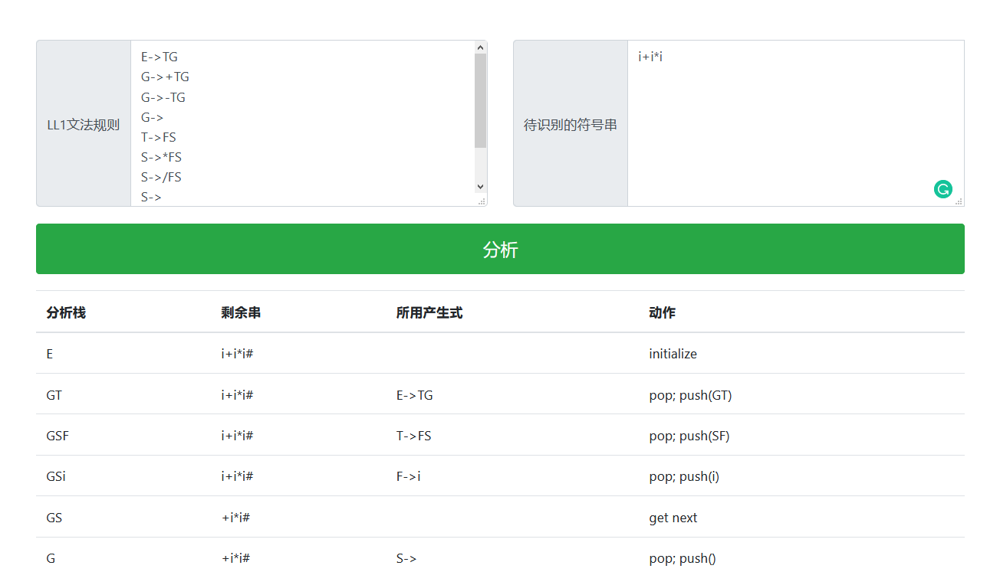 LL1文法规则
E->TG
G->+TG
G->-TG
G->
T->FS
S->*FS
S->/FS
S->
待识别的符号串
i+i*i
分析
分析栈 剩余串 所用产生式 动作
E i+i*i# initialize
GT i+i*i# E->TG pop; push(GT)
GSF i+i*i# T->FS pop; push(SF)
GSi i+i*i# F->i pop; push(i)
GS +i*i# get next
G +i*i# S-> pop; push()